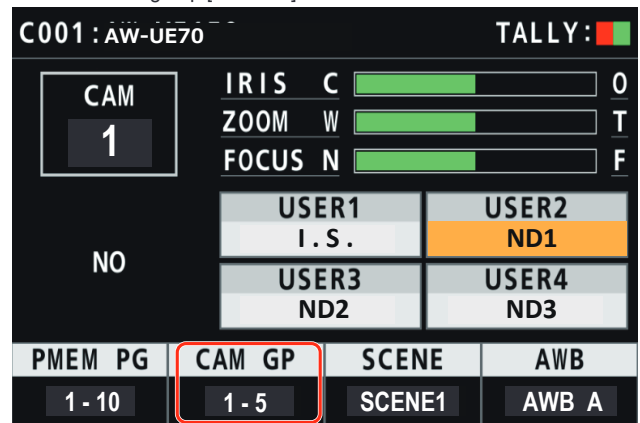 C001:AW-UE70 TALLY:
CAM
1
IRIS C O
ZOOM W T
FOCUS N F
USER1 USER2
I.S. ND1
NO
USER3 USER4
ND2 ND3
PMEM PG CAM GP SCENE AWB
1 - 10 1 - 5 SCENE1 AWB A